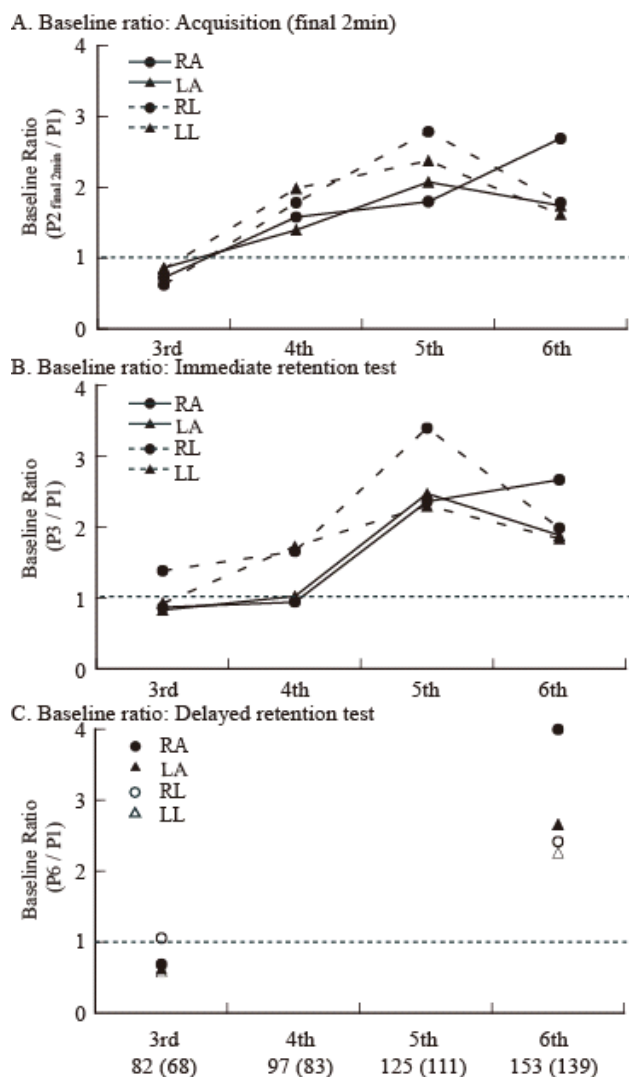 A. Baseline ratio: Acquisition (final 2min)
4
3
2
1
0
Baseline Ratio
(P2 final 2min / P1)
RA
LA
RL
LL
3rd 4th 5th 6th
B. Baseline ratio: Immediate retention test
4
3
2
1
0
Baseline Ratio
(P3 / P1)
RA
LA
RL
LL
3rd 4th 5th 6th
C. Baseline ratio: Delayed retention test
4
3
2
1
0
Baseline Ratio
(P6 / P1)
RA
LA
RL
LL
3rd 4th 5th 6th
82 (68) 97 (83) 125 (111) 153 (139)